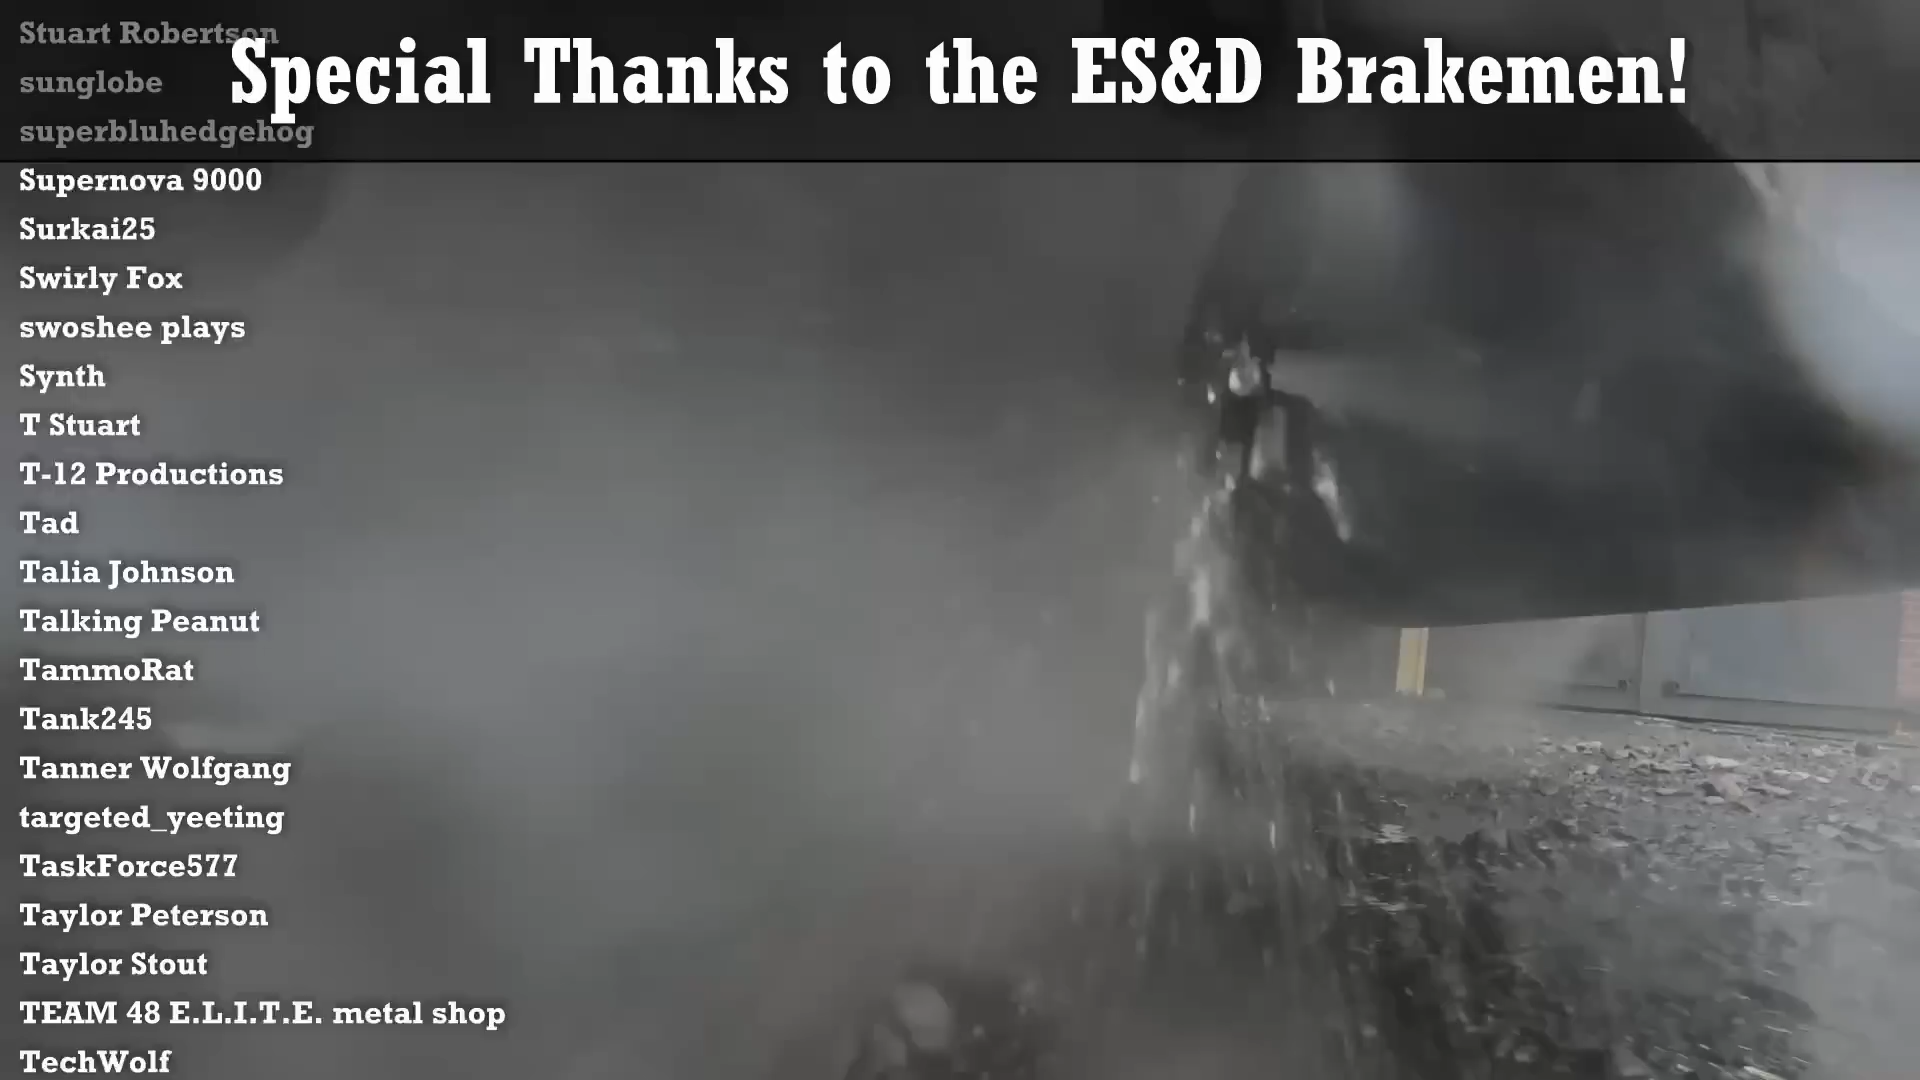 Special Thanks to the ES&D Brakemen!
Stuart Robertson
sunglobe
superbluhedgehog
Supernova 9000
Surkai25
Swirly Fox
swoshee plays
Synth
T Stuart
T-12 Productions
Tad
Talia Johnson
Talking Peanut
TammoRat
Tank245
Tanner Wolfgang
targeted_yeeting
TaskForce577
Taylor Peterson
Taylor Stout
TEAM 48 E.L.I.T.E. metal shop
TechWolf